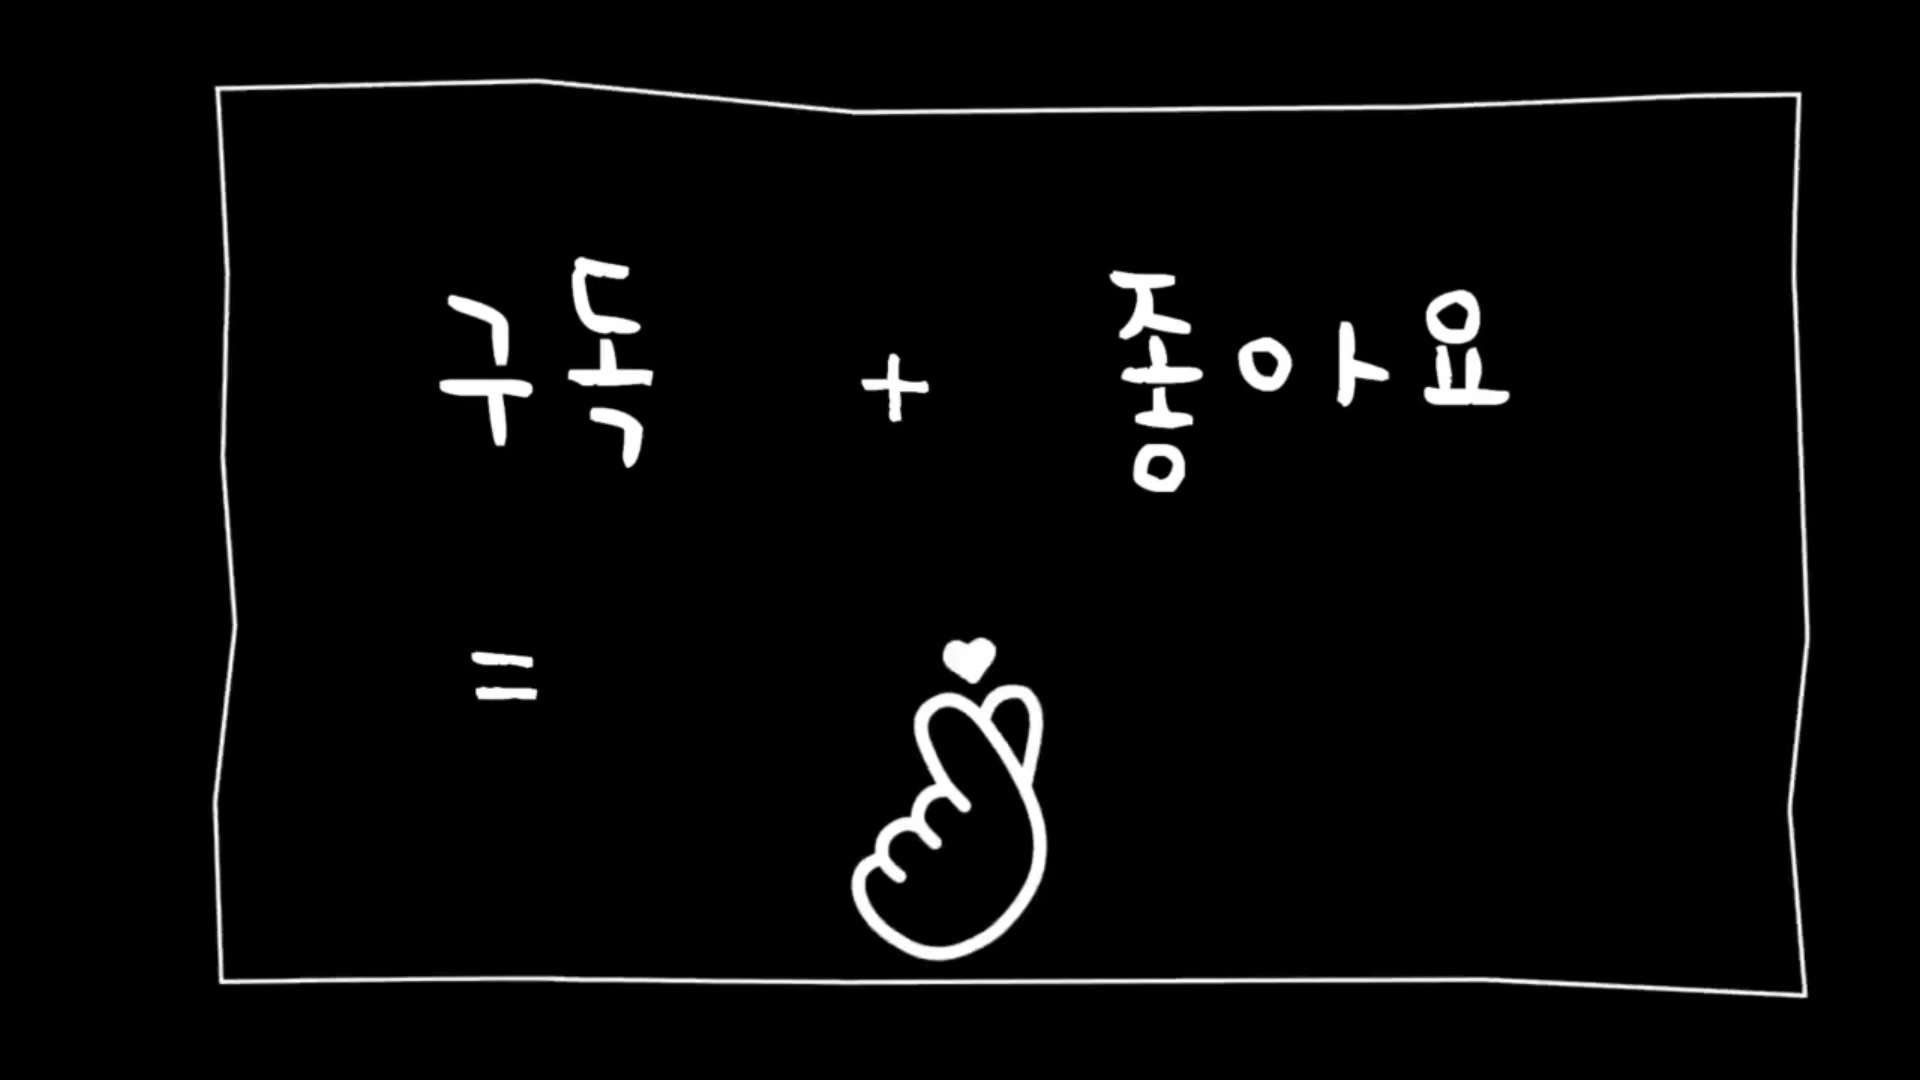 구독 + 좋아요
=